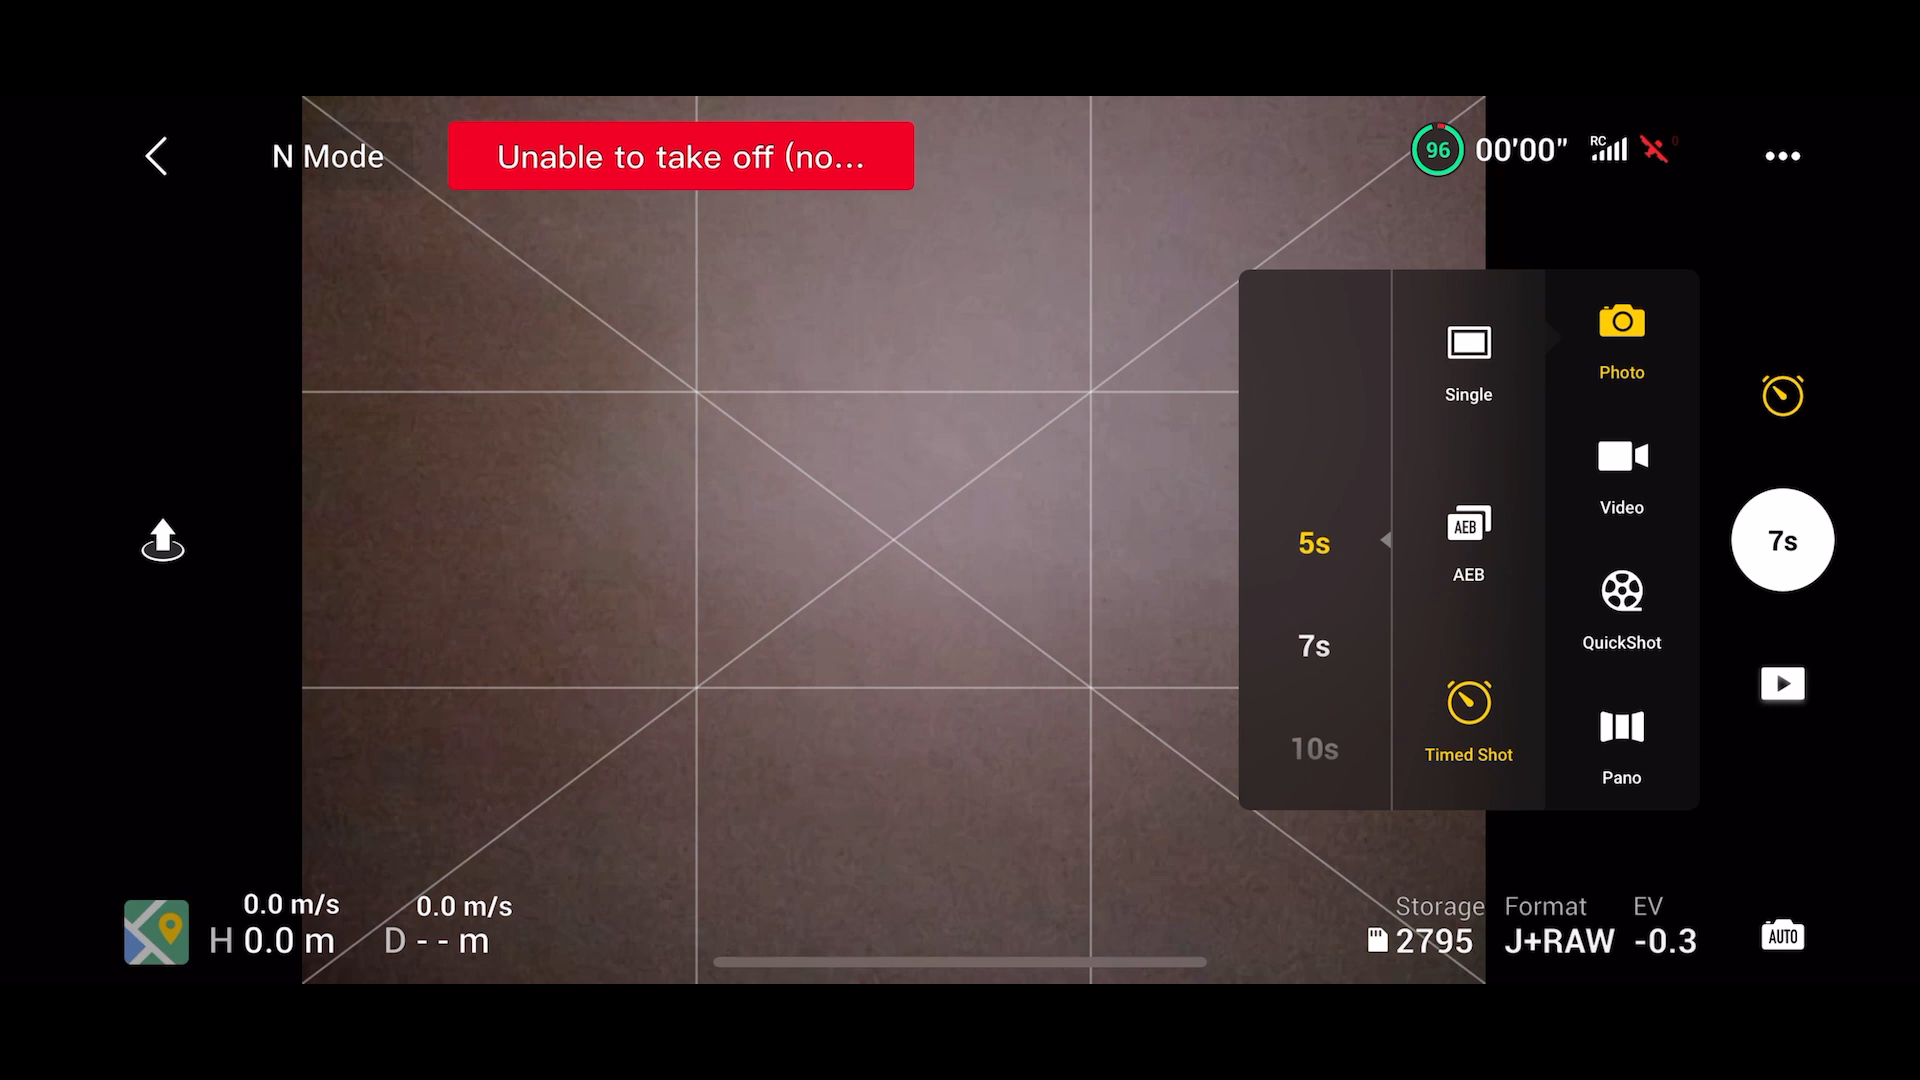 N Mode
Unable to take off (no...
96
00'00"
RC
0
Single
Photo
Video
5s
AEB
AEB
7s
7s
QuickShot
10s
Timed Shot
Pano
0.0 m/s
0.0 m/s
H 0.0 m
D - - m
Storage
Format
EV
2795
J+RAW
-0.3
AUTO